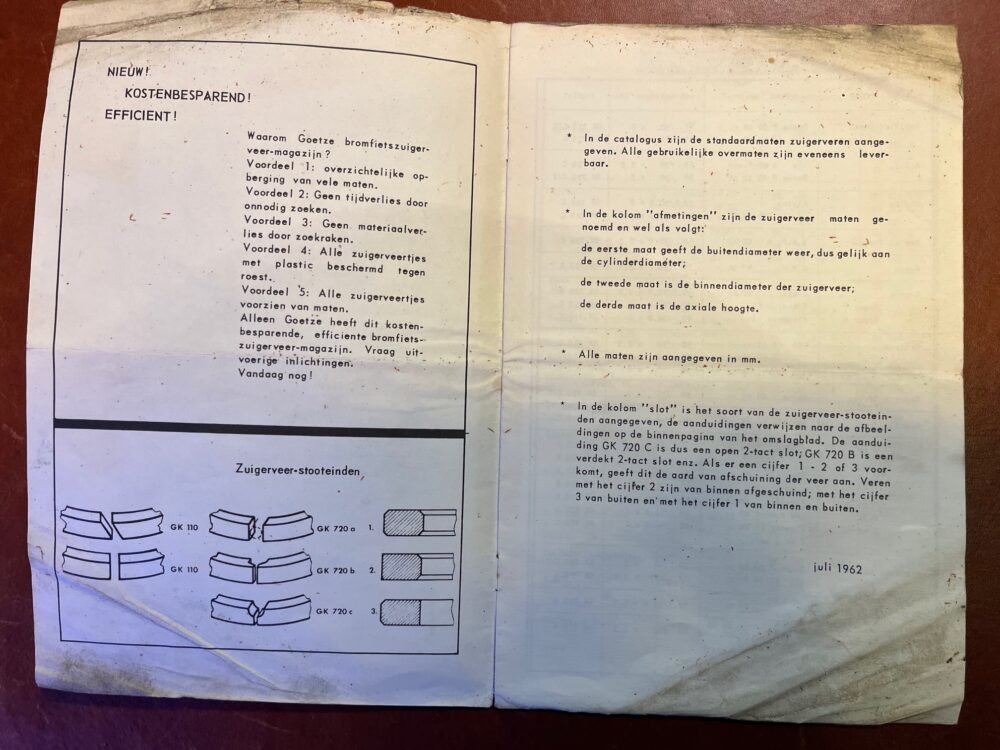 NIEUW!
KOSTENBESPAREND!
EFFICIENT!
Waarom Goetze bromfietszuiger-
veer-magazijn?
Voordeel 1: overzichtelijke op-
berging van vele maten.
Voordeel 2: Geen tijdverlies door
onnodig zoeken.
Voordeel 3: Geen materiaalver-
lies door zoekraken.
Voordeel 4: Alle zuigerveertjes
met plastic beschermd tegen
roest.
Voordeel 5: Alle zuigerveertjes
voorzien van maten.
Alleen Goetze heeft dit kosten-
besparende, efficiente bromfiets-
zuigerveer-magazijn. Vraag uit-
voerige inlichtingen.
Vandaag nog!
Zuigerveer-stooteinden
GK 110
GK 720 a
1.
GK 110
GK 720 b
2.
GK 720 c
3.
* In de catalogus zijn de standaardmaten zuigerveren aange-
geven. Alle gebruikelijke overmaten zijn eveneens lever-
baar.
* In de kolom "afmetingen" zijn de zuigerveer maten ge-
noemd en wel als volgt:
de eerste maat geeft de buitendiameter weer, dus gelijk aan
de cylinderdiaméter;
de tweede maat is de binnendiameter der zuigerveer;
de derde maat is de axiale hoogte.
* Alle maten zijn aangegeven in mm.
* In de kolom "slot" is het soort van de zuigerveer-stootein-
den aangegeven, de aanduidingen verwijzen naar de afbeel-
dingen op de binnenpagina van het omslagblad. De aandui-
ding GK 720 C is dus een open 2-tact slot; GK 720 B is een
verdekt 2-tact slot enz. Als er een cijfer 1 - 2 of 3 voor-
komt, geeft dit de aard van afschuining der veer aan. Veren
met het cijfer 2 zijn van binnen afgeschuind; met het cijfer
3 van buiten en met het cijfer 1 van binnen en buiten.
juli 1962